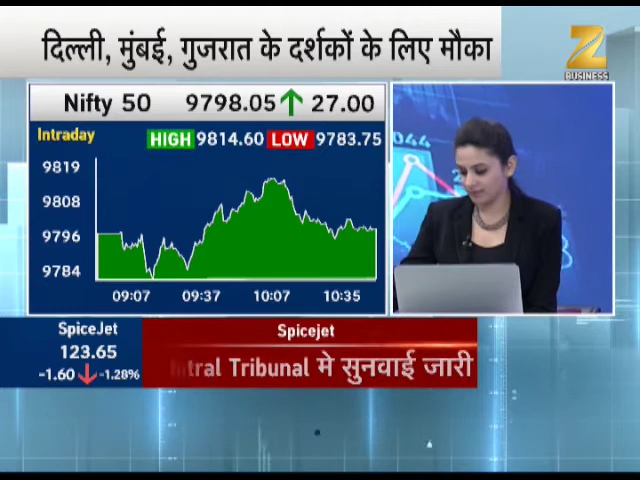 दिल्ली, मुंबई, गुजरात के दर्शकों के लिए मौका
Z
BUSINESS
Nifty 50 9798.05 27.00
Intraday HIGH 9814.60 LOW 9783.75
9819
9808
9796
9784
09:07 09:37 10:07 10:35
044
SpiceJet
123.65
-1.60 -1.28%
Spicejet
ntral Tribunal मे सुनवाई जारी